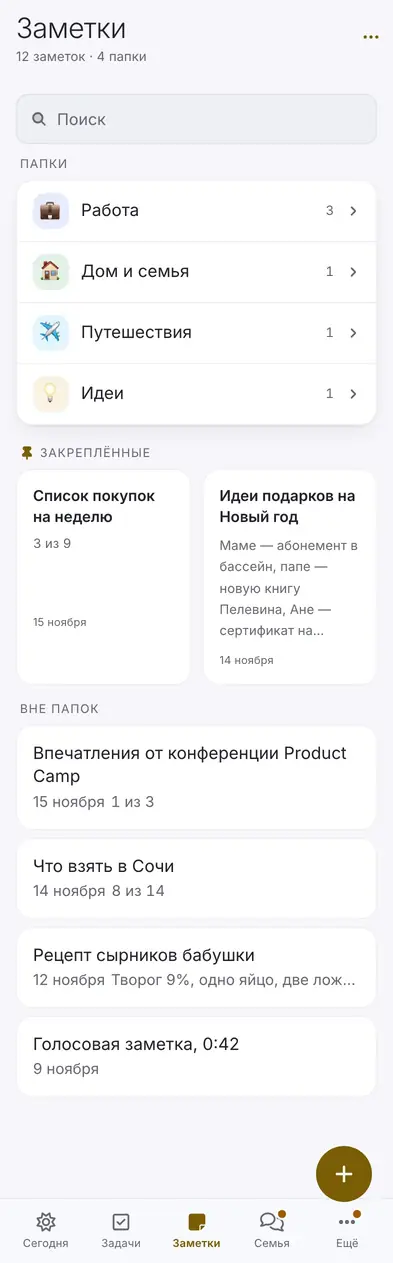 Заметки
12 заметок · 4 папки
Поиск
ПАПКИ
Работа 3
Дом и семья 1
Путешествия 1
Идеи 1
ЗАКРЕПЛЁННЫЕ
Список покупок
на неделю
3 из 9
15 ноября
Идеи подарков на
Новый год
Маме — абонемент в
бассейн, папе —
новую книгу
Пелевина, Ане —
сертификат на...
14 ноября
ВНЕ ПАПОК
Впечатления от конференции Product
Camp
15 ноября 1 из 3
Что взять в Сочи
14 ноября 8 из 14
Рецепт сырников бабушки
12 ноября Творог 9%, одно яйцо, две лож...
Голосовая заметка, 0:42
9 ноября
Сегодня Задачи Заметки Семья Ещё